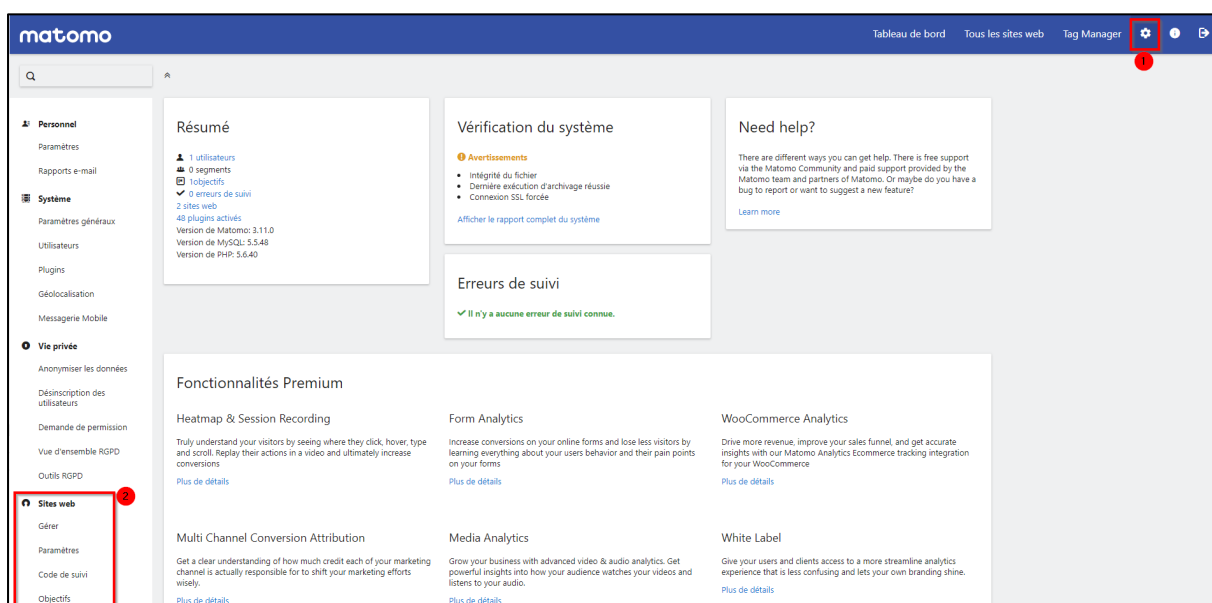 matomo
Tableau de bord
Tous les sites web
Tag Manager
1
Personnel
Paramètres
Rapports e-mail
Système
Paramètres généraux
Utilisateurs
Plugins
Géolocalisation
Messagerie Mobile
Vie privée
Anonymiser les données
Désinscription des
utilisateurs
Demande de permission
Vue d'ensemble RGPD
Outils RGPD
2
Sites web
Gérer
Paramètres
Code de suivi
Objectifs
Résumé
1 utilisateurs
0 segments
1objectifs
0 erreurs de suivi
2 sites web
48 plugins activés
Version de Matomo: 3.11.0
Version de MySQL: 5.5.48
Version de PHP: 5.6.40
Vérification du système
Avertissements
Intégrité du fichier
Dernière exécution d'archivage réussie
Connexion SSL forcée
Afficher le rapport complet du système
Need help?
There are different ways you can get help. There is free support
via the Matomo Community and paid support provided by the
Matomo team and partners of Matomo. Or maybe do you have a
bug to report or want to suggest a new feature?
Learn more
Erreurs de suivi
Il n'y a aucune erreur de suivi connue.
Fonctionnalités Premium
Heatmap & Session Recording
Truly understand your visitors by seeing where they click, hover, type
and scroll. Replay their actions in a video and ultimately increase
conversions
Plus de détails
Form Analytics
Increase conversions on your online forms and lose less visitors by
learning everything about your users behavior and their pain points
on your forms
Plus de détails
WooCommerce Analytics
Drive more revenue, improve your sales funnel, and get accurate
insights with our Matomo Analytics Ecommerce tracking integration
for your WooCommerce
Plus de détails
Multi Channel Conversion Attribution
Get a clear understanding of how much credit each of your marketing
channel is actually responsible for to shift your marketing efforts
wisely.
Plus de détails
Media Analytics
Grow your business with advanced video & audio analytics. Get
powerful insights into how your audience watches your videos and
listens to your audio.
Plus de détails
White Label
Give your users and clients access to a more streamline analytics
experience that is less confusing and lets your own branding shine.
Plus de détails